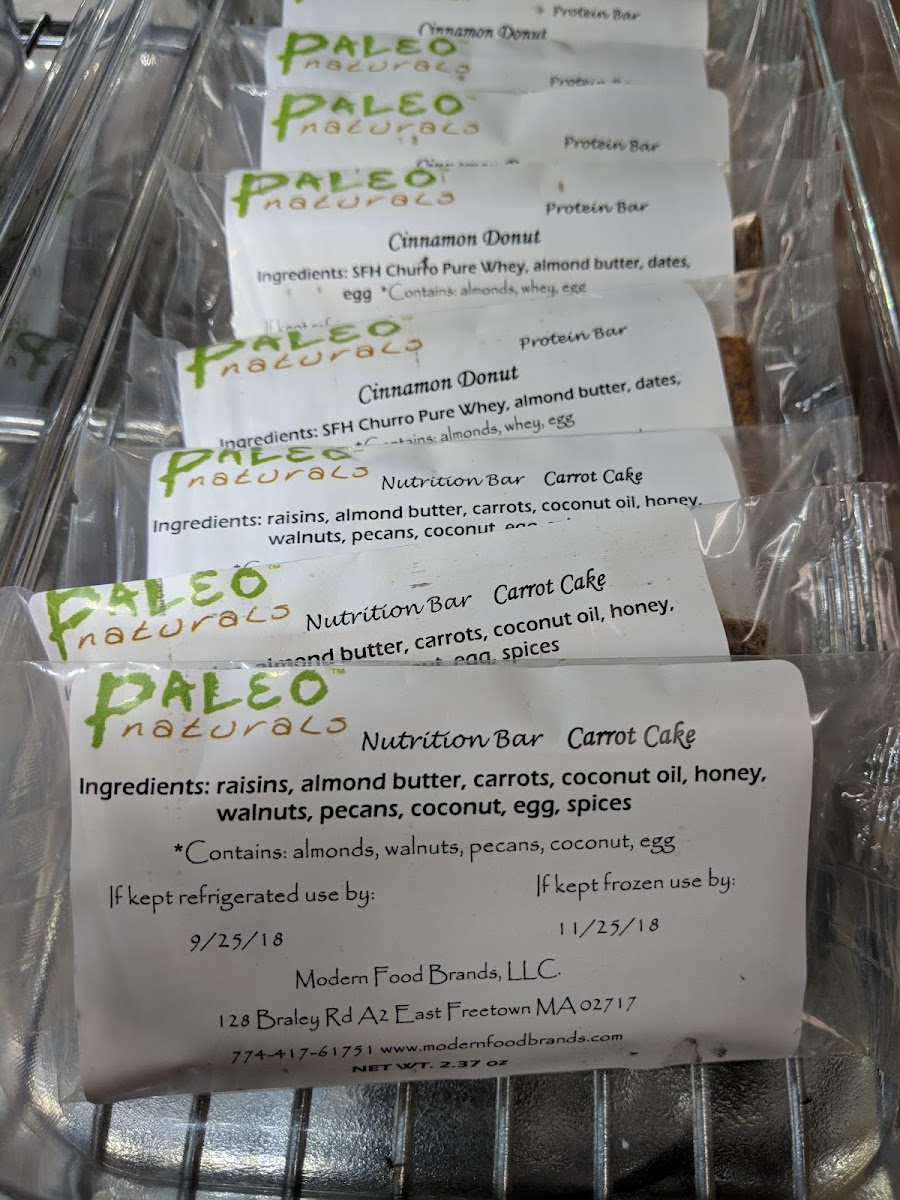 Protein Bar
Cinnamon Donut
PALEO
naturals
PALEO
naturals
Protein Bar
PALEO
naturals
Protein Bar
Cinnamon Donut
Ingredients: SFH Churro Pure Whey, almond butter, dates,
egg *Contains: almonds, whey, egg
If kept
PALEO
naturals
Protein Bar
Cinnamon Donut
Ingredients: SFH Churro Pure Whey, almond butter, dates,
almonds, whey, egg
PALEO
naturals Nutrition Bar Carrot Cake
Ingredients: raisins, almond butter, carrots, coconut oil, honey,
walnuts, pecans, coconut
PALEO™
naturals Nutrition Bar Carrot Cake
almond butter, carrots, coconut oil, honey,
egg, spices
PALEO™
naturals Nutrition Bar Carrot Cake
Ingredients: raisins, almond butter, carrots, coconut oil, honey,
walnuts, pecans, coconut, egg, spices
*Contains: almonds, walnuts, pecans, coconut, egg
If kept refrigerated use by: If kept frozen use by:
9/25/18 11/25/18
Modern Food Brands, LLC.
128 Braley Rd A2 East Freetown MA 02717
774-417-61751 www.modernfoodbrands.com
NET WT. 2.37 oz